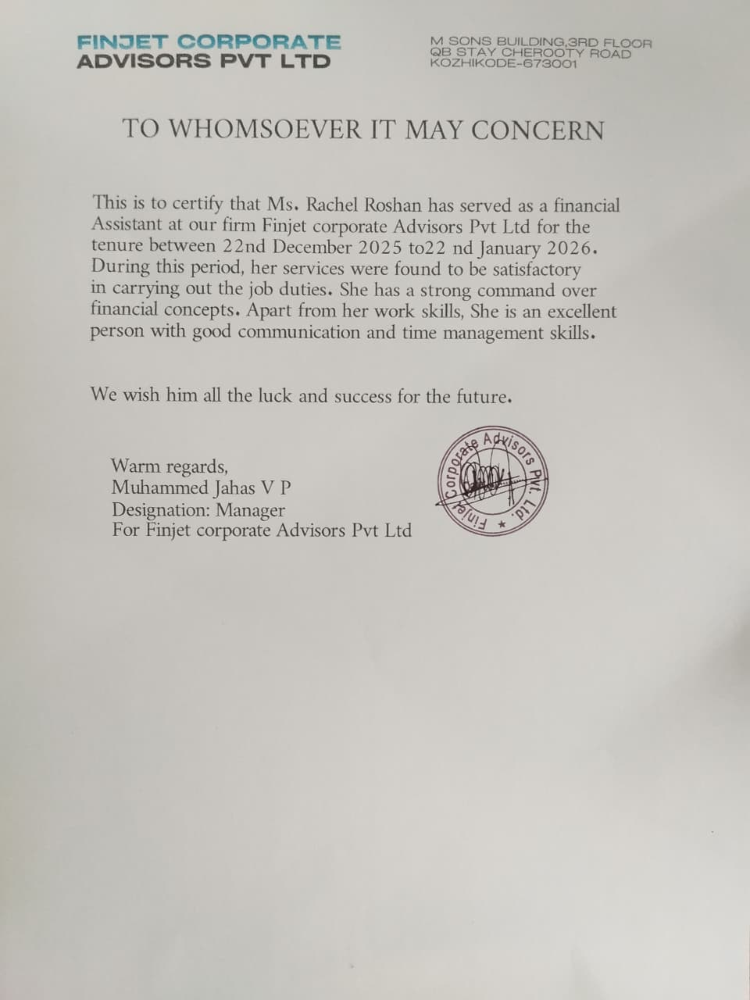 FINJET CORPORATE
ADVISORS PVT LTD
M SONS BUILDING,3RD FLOOR
QB STAY CHEROOTY ROAD
KOZHIKODE-673001
TO WHOMSOEVER IT MAY CONCERN
This is to certify that Ms. Rachel Roshan has served as a financial
Assistant at our firm Finjet corporate Advisors Pvt Ltd for the
tenure between 22nd December 2025 to22 nd January 2026.
During this period, her services were found to be satisfactory
in carrying out the job duties. She has a strong command over
financial concepts. Apart from her work skills, She is an excellent
person with good communication and time management skills.
We wish him all the luck and success for the future.
Warm regards,
Muhammed Jahas V P
Designation: Manager
For Finjet corporate Advisors Pvt Ltd
Finjet Corporate Advisors Pvt. Ltd.